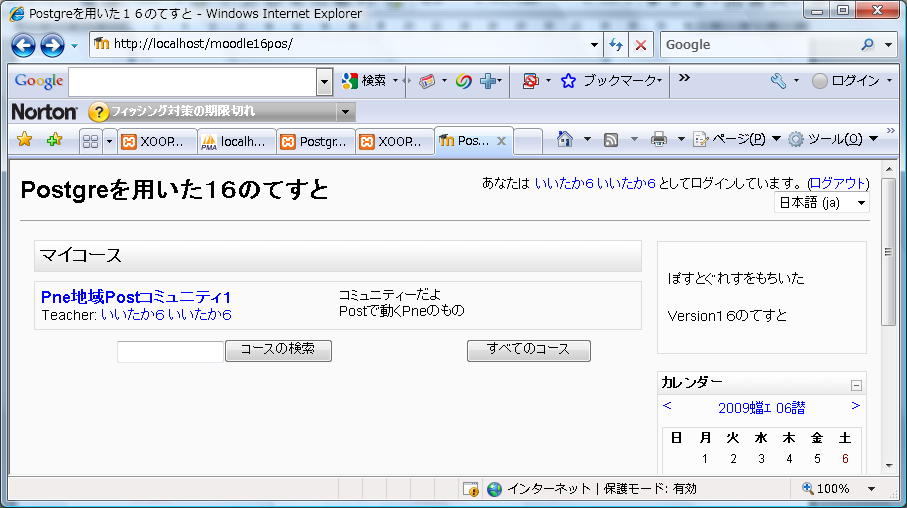 Postgreを用いた１６のてすと - Windows Internet Explorer
http://localhost/moodle16pos/
Google
Google 検索 ブックマーク ログイン
Norton フィッシング対策の期限切れ
XOOP... localh... Postgr... XOOP... Pos... ページ(P) ツール(O)
Postgreを用いた１６のてすと
あなたは いいたか６ いいたか６ としてログインしています。(ログアウト)
日本語 (ja)
マイコース
Pne地域Postコミュニティ1
Teacher: いいたか６ いいたか６
コミュニティーだよ
Postで動くPneのもの
コースの検索 すべてのコース
ぽすとぐれすをもちいた
Version１６のてすと
カレンダー
< 2009蟷ｴ 06譛 >
日 月 火 水 木 金 土
1 2 3 4 5 6
インターネット | 保護モード: 有効 100%